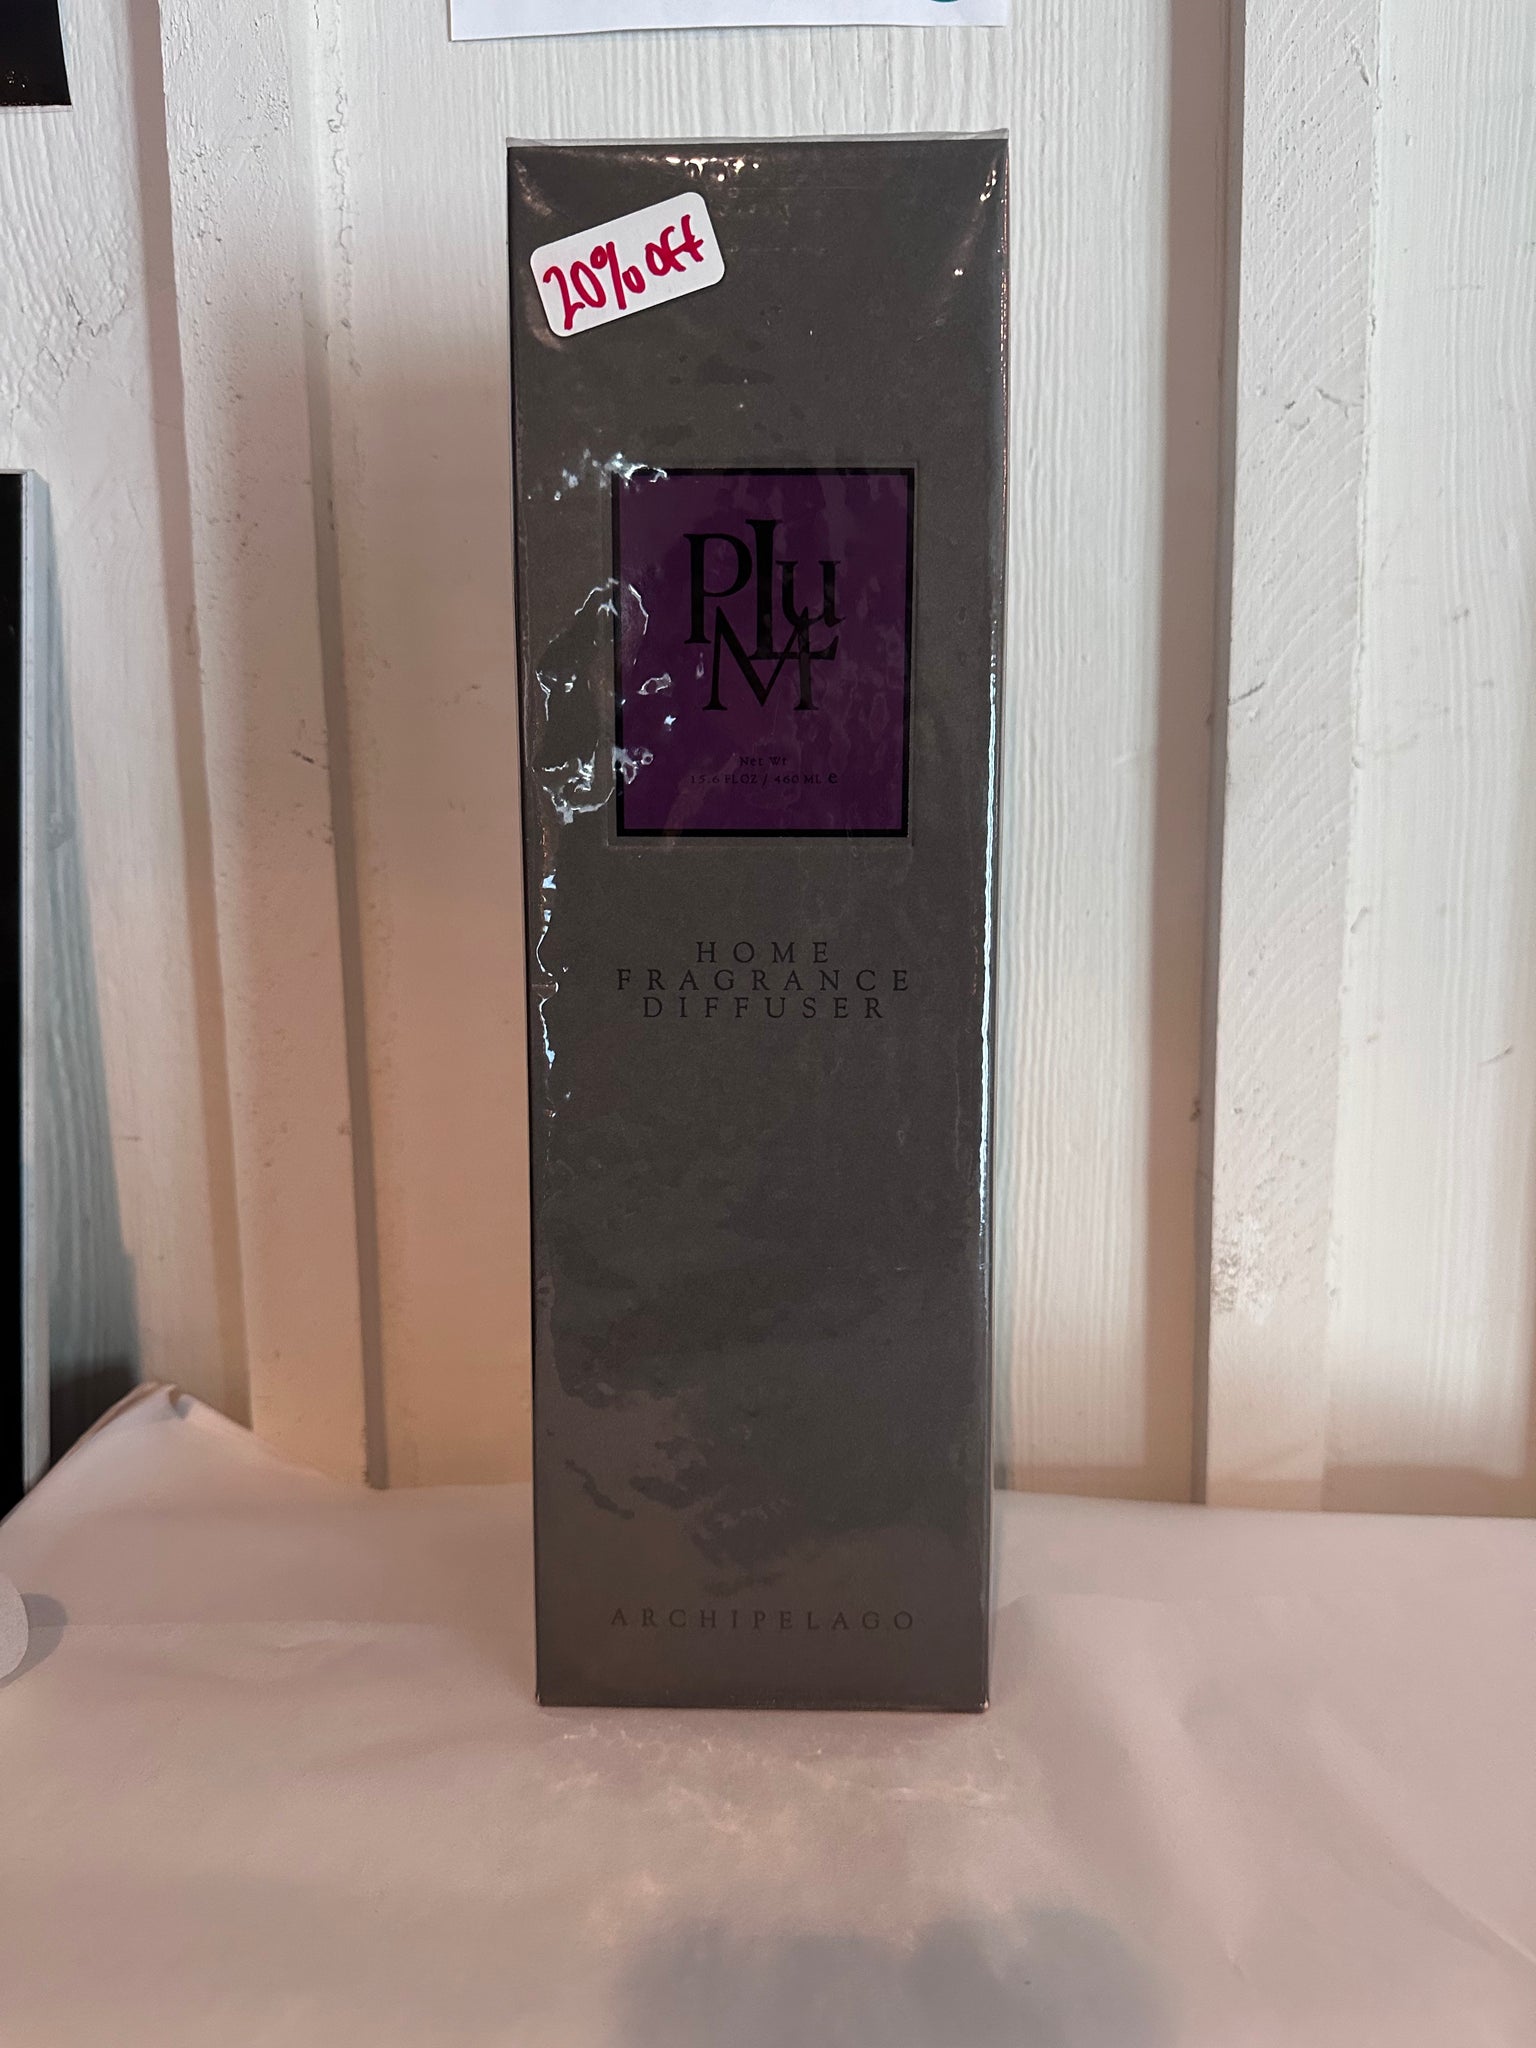 20% off
PLuM
Net Wt
15.6 FL OZ / 460 ML e
HOME
FRAGRANCE
DIFFUSER
ARCHIPELAGO